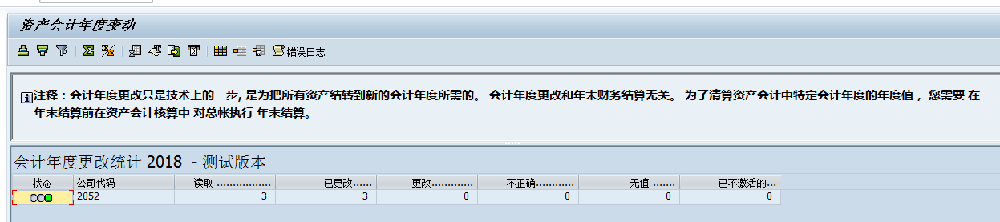 资产会计年度变动
错误日志
注释：会计年度更改只是技术上的一步, 是为把所有资产结转到新的会计年度所需的。 会计年度更改和年末财务结算无关。 为了清算资产会计中特定会计年度的年度值， 您需要 在
年末结算前在资产会计核算中 对总帐执行 年末结算。
会计年度更改统计 2018 - 测试版本
状态 公司代码 读取 ................. 已更改...... 更改............ 不正确............ 无值 ....... 已不激活的...
2052 3 3 0 0 0 0